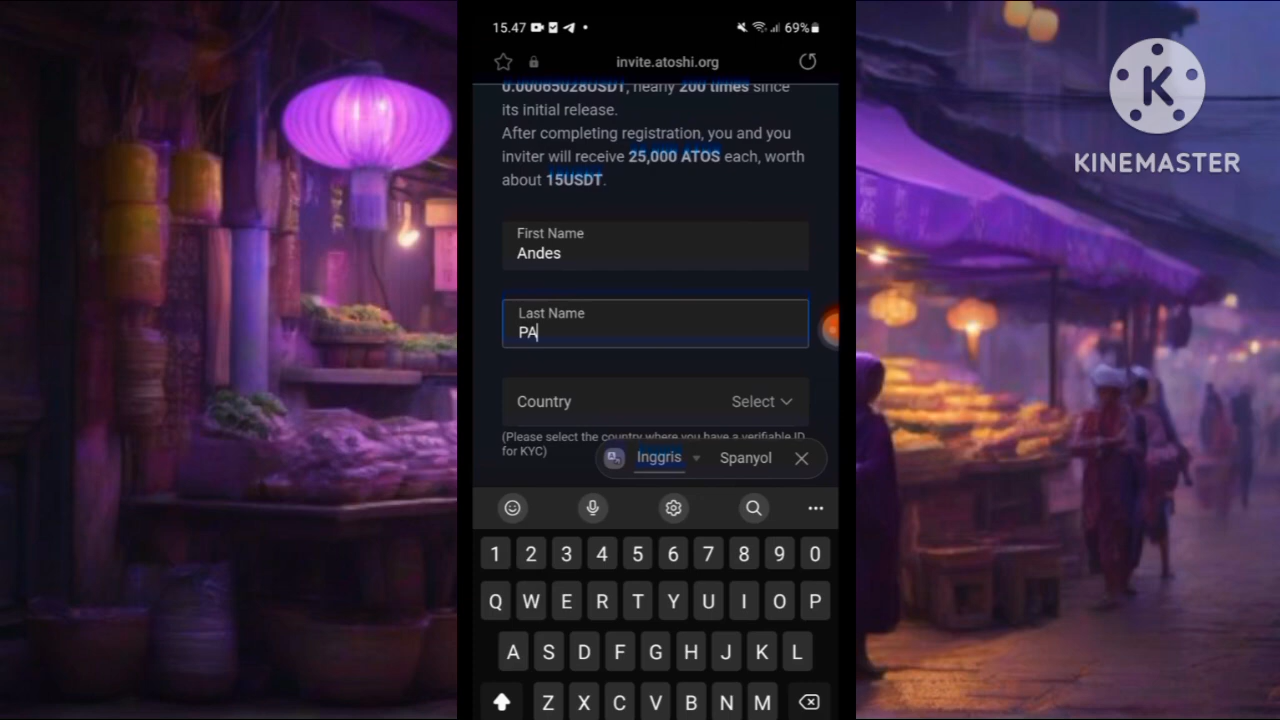 15.47
69%
invite.atoshi.org
0.00065028USDT, nearly 200 times since
its initial release.
After completing registration, you and you
inviter will receive 25,000 ATOS each, worth
about 15USDT.
First Name
Andes
Last Name
PA
Country Select
(Please select the country where you have a verifiable ID
for KYC)
Inggris Spanyol
1 2 3 4 5 6 7 8 9 0
Q W E R T Y U I O P
A S D F G H J K L
Z X C V B N M
K
KINEMASTER